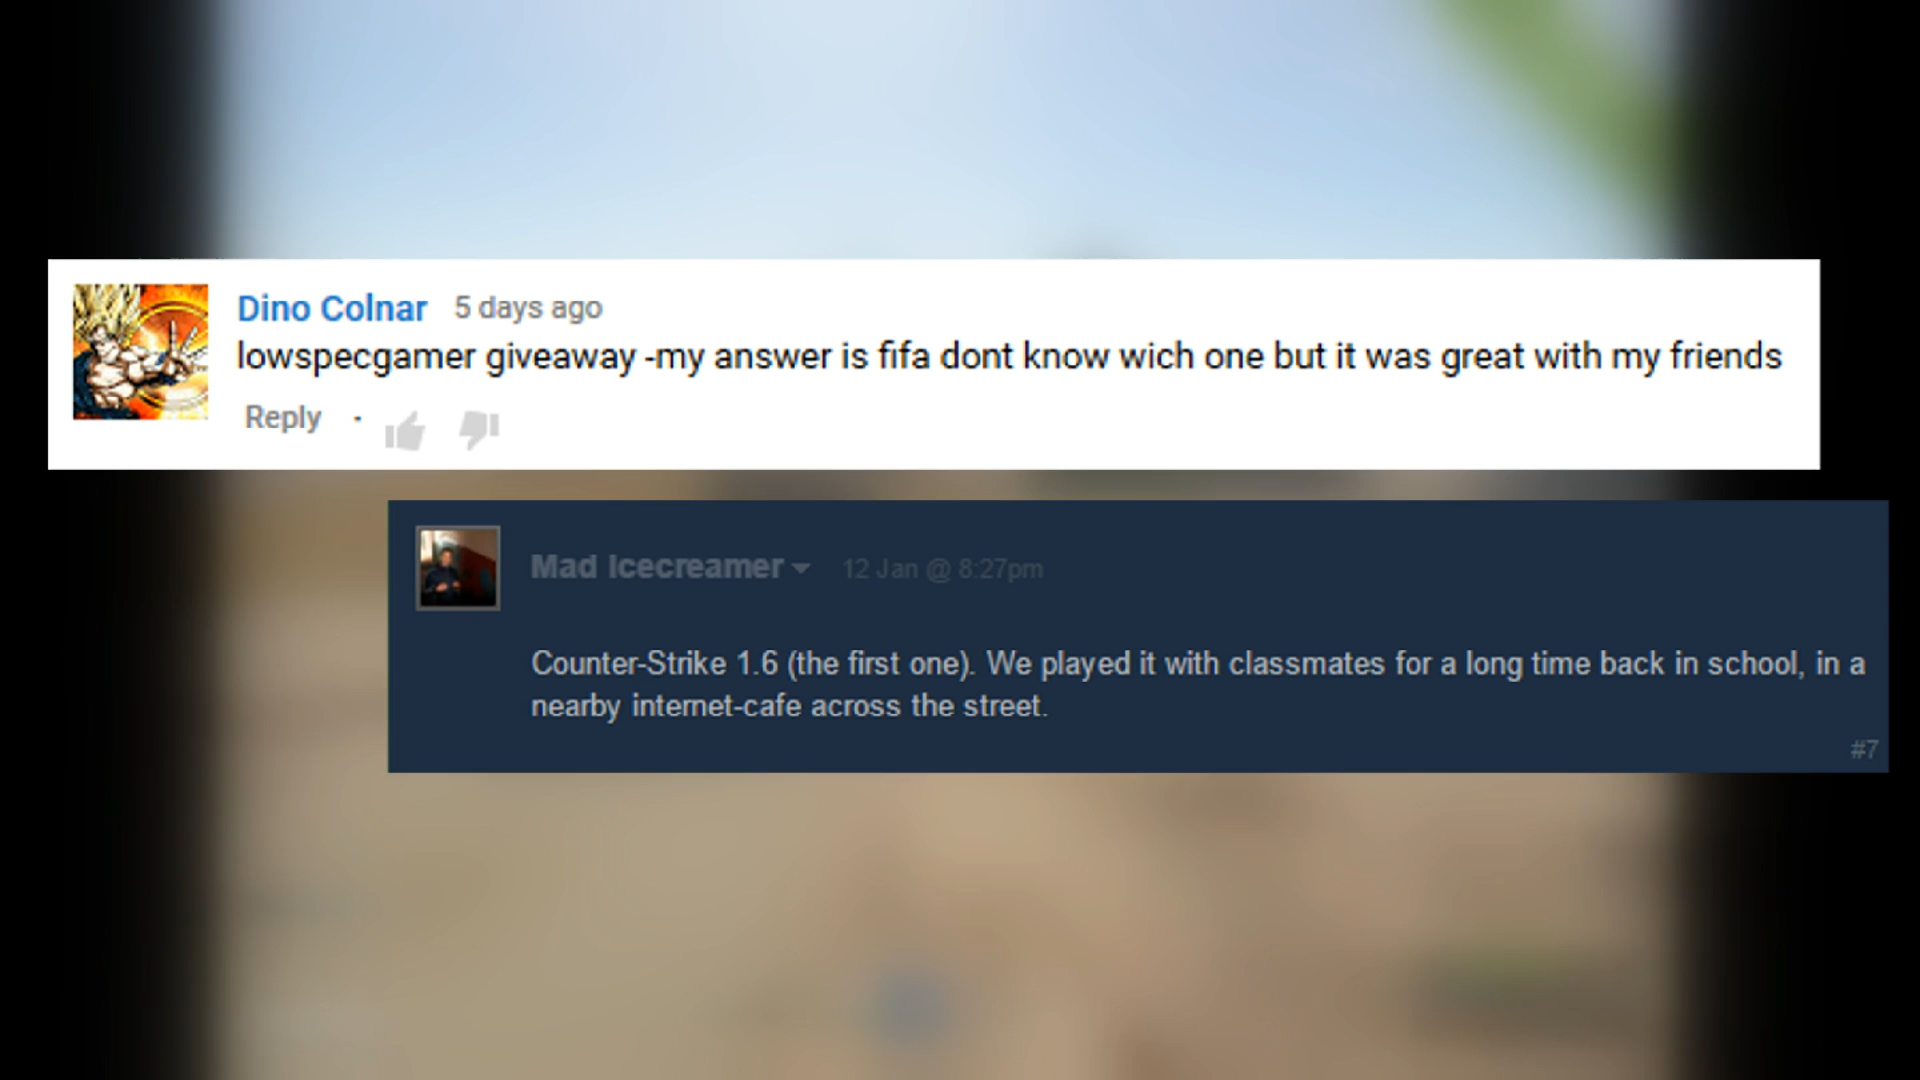 Dino Colnar 5 days ago
lowspecgamer giveaway -my answer is fifa dont know wich one but it was great with my friends
Reply ·
Mad Icecreamer 12 Jan @ 8:27pm
Counter-Strike 1.6 (the first one). We played it with classmates for a long time back in school, in a
nearby internet-cafe across the street.
#7